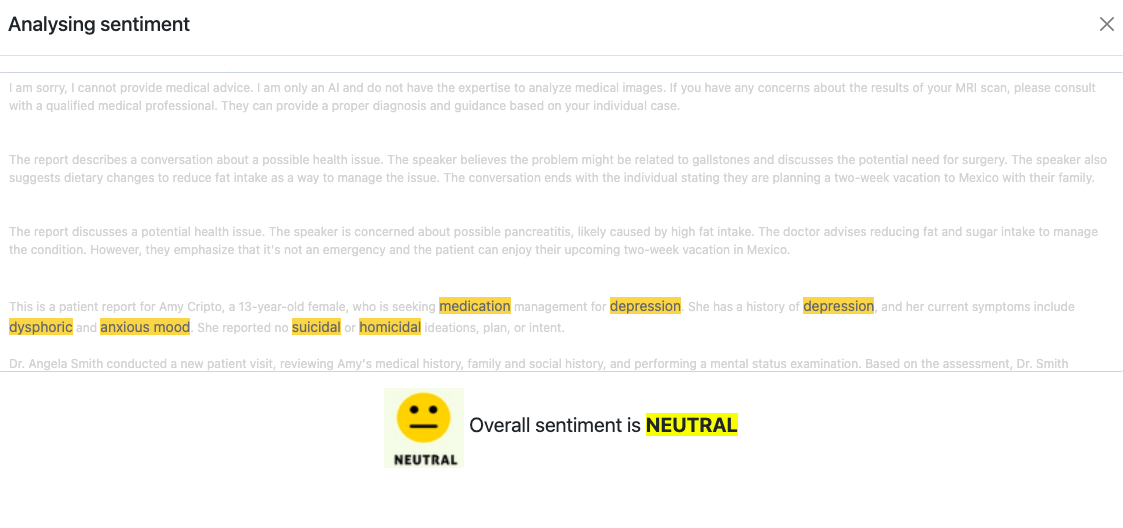 Analysing sentiment
I am sorry, I cannot provide medical advice. I am only an AI and do not have the expertise to analyze medical images. If you have any concerns about the results of your MRI scan, please consult
with a qualified medical professional. They can provide a proper diagnosis and guidance based on your individual case.
The report describes a conversation about a possible health issue. The speaker believes the problem might be related to gallstones and discusses the potential need for surgery. The speaker also
suggests dietary changes to reduce fat intake as a way to manage the issue. The conversation ends with the individual stating they are planning a two-week vacation to Mexico with their family.
The report discusses a potential health issue. The speaker is concerned about possible pancreatitis, likely caused by high fat intake. The doctor advises reducing fat and sugar intake to manage
the condition. However, they emphasize that it's not an emergency and the patient can enjoy their upcoming two-week vacation in Mexico.
This is a patient report for Amy Cripto, a 13-year-old female, who is seeking medication management for depression. She has a history of depression, and her current symptoms include
dysphoric and anxious mood. She reported no suicidal or homicidal ideations, plan, or intent.
Dr. Angela Smith conducted a new patient visit, reviewing Amy's medical history, family and social history, and performing a mental status examination. Based on the assessment, Dr. Smith
Overall sentiment is NEUTRAL
NEUTRAL